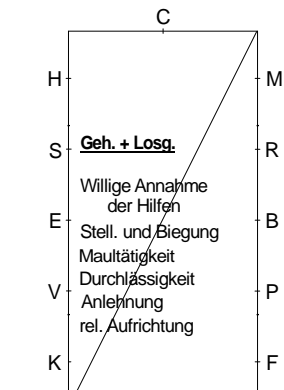 C
H
M
S
Geh. + Losg.
R
Willige Annahme
der Hilfen
E
Stell. und Biegung
B
Maultätigkeit
Durchlässigkeit
V
Anlehnung
P
rel. Aufrichtung
K
F